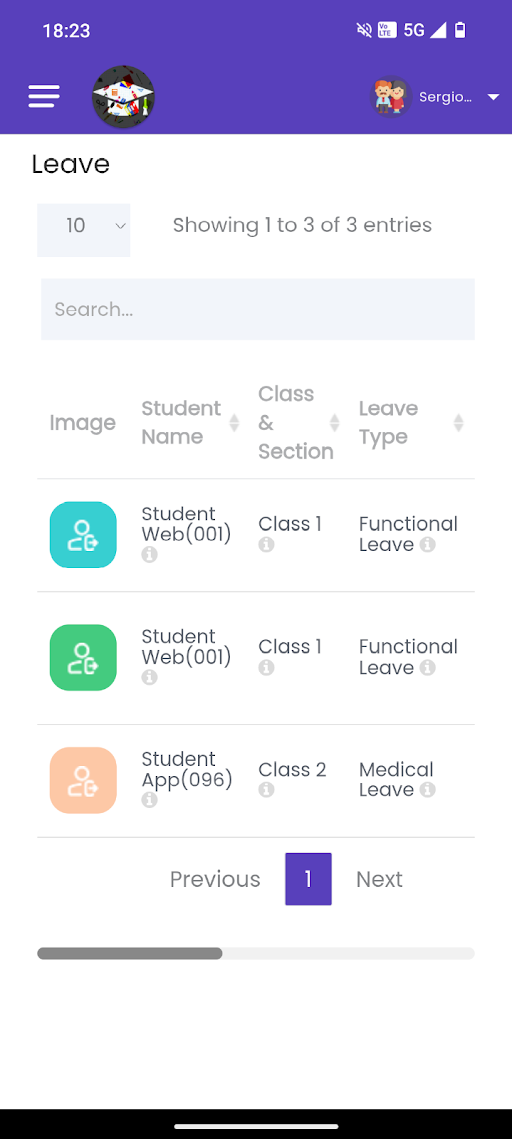 18:23
Vo LTE 5G
Sergio...
Leave
10
Showing 1 to 3 of 3 entries
Search...
Image
Student Name
Class & Section
Leave Type
Student Web(001)
Class 1
Functional Leave
Student Web(001)
Class 1
Functional Leave
Student App(096)
Class 2
Medical Leave
Previous 1 Next